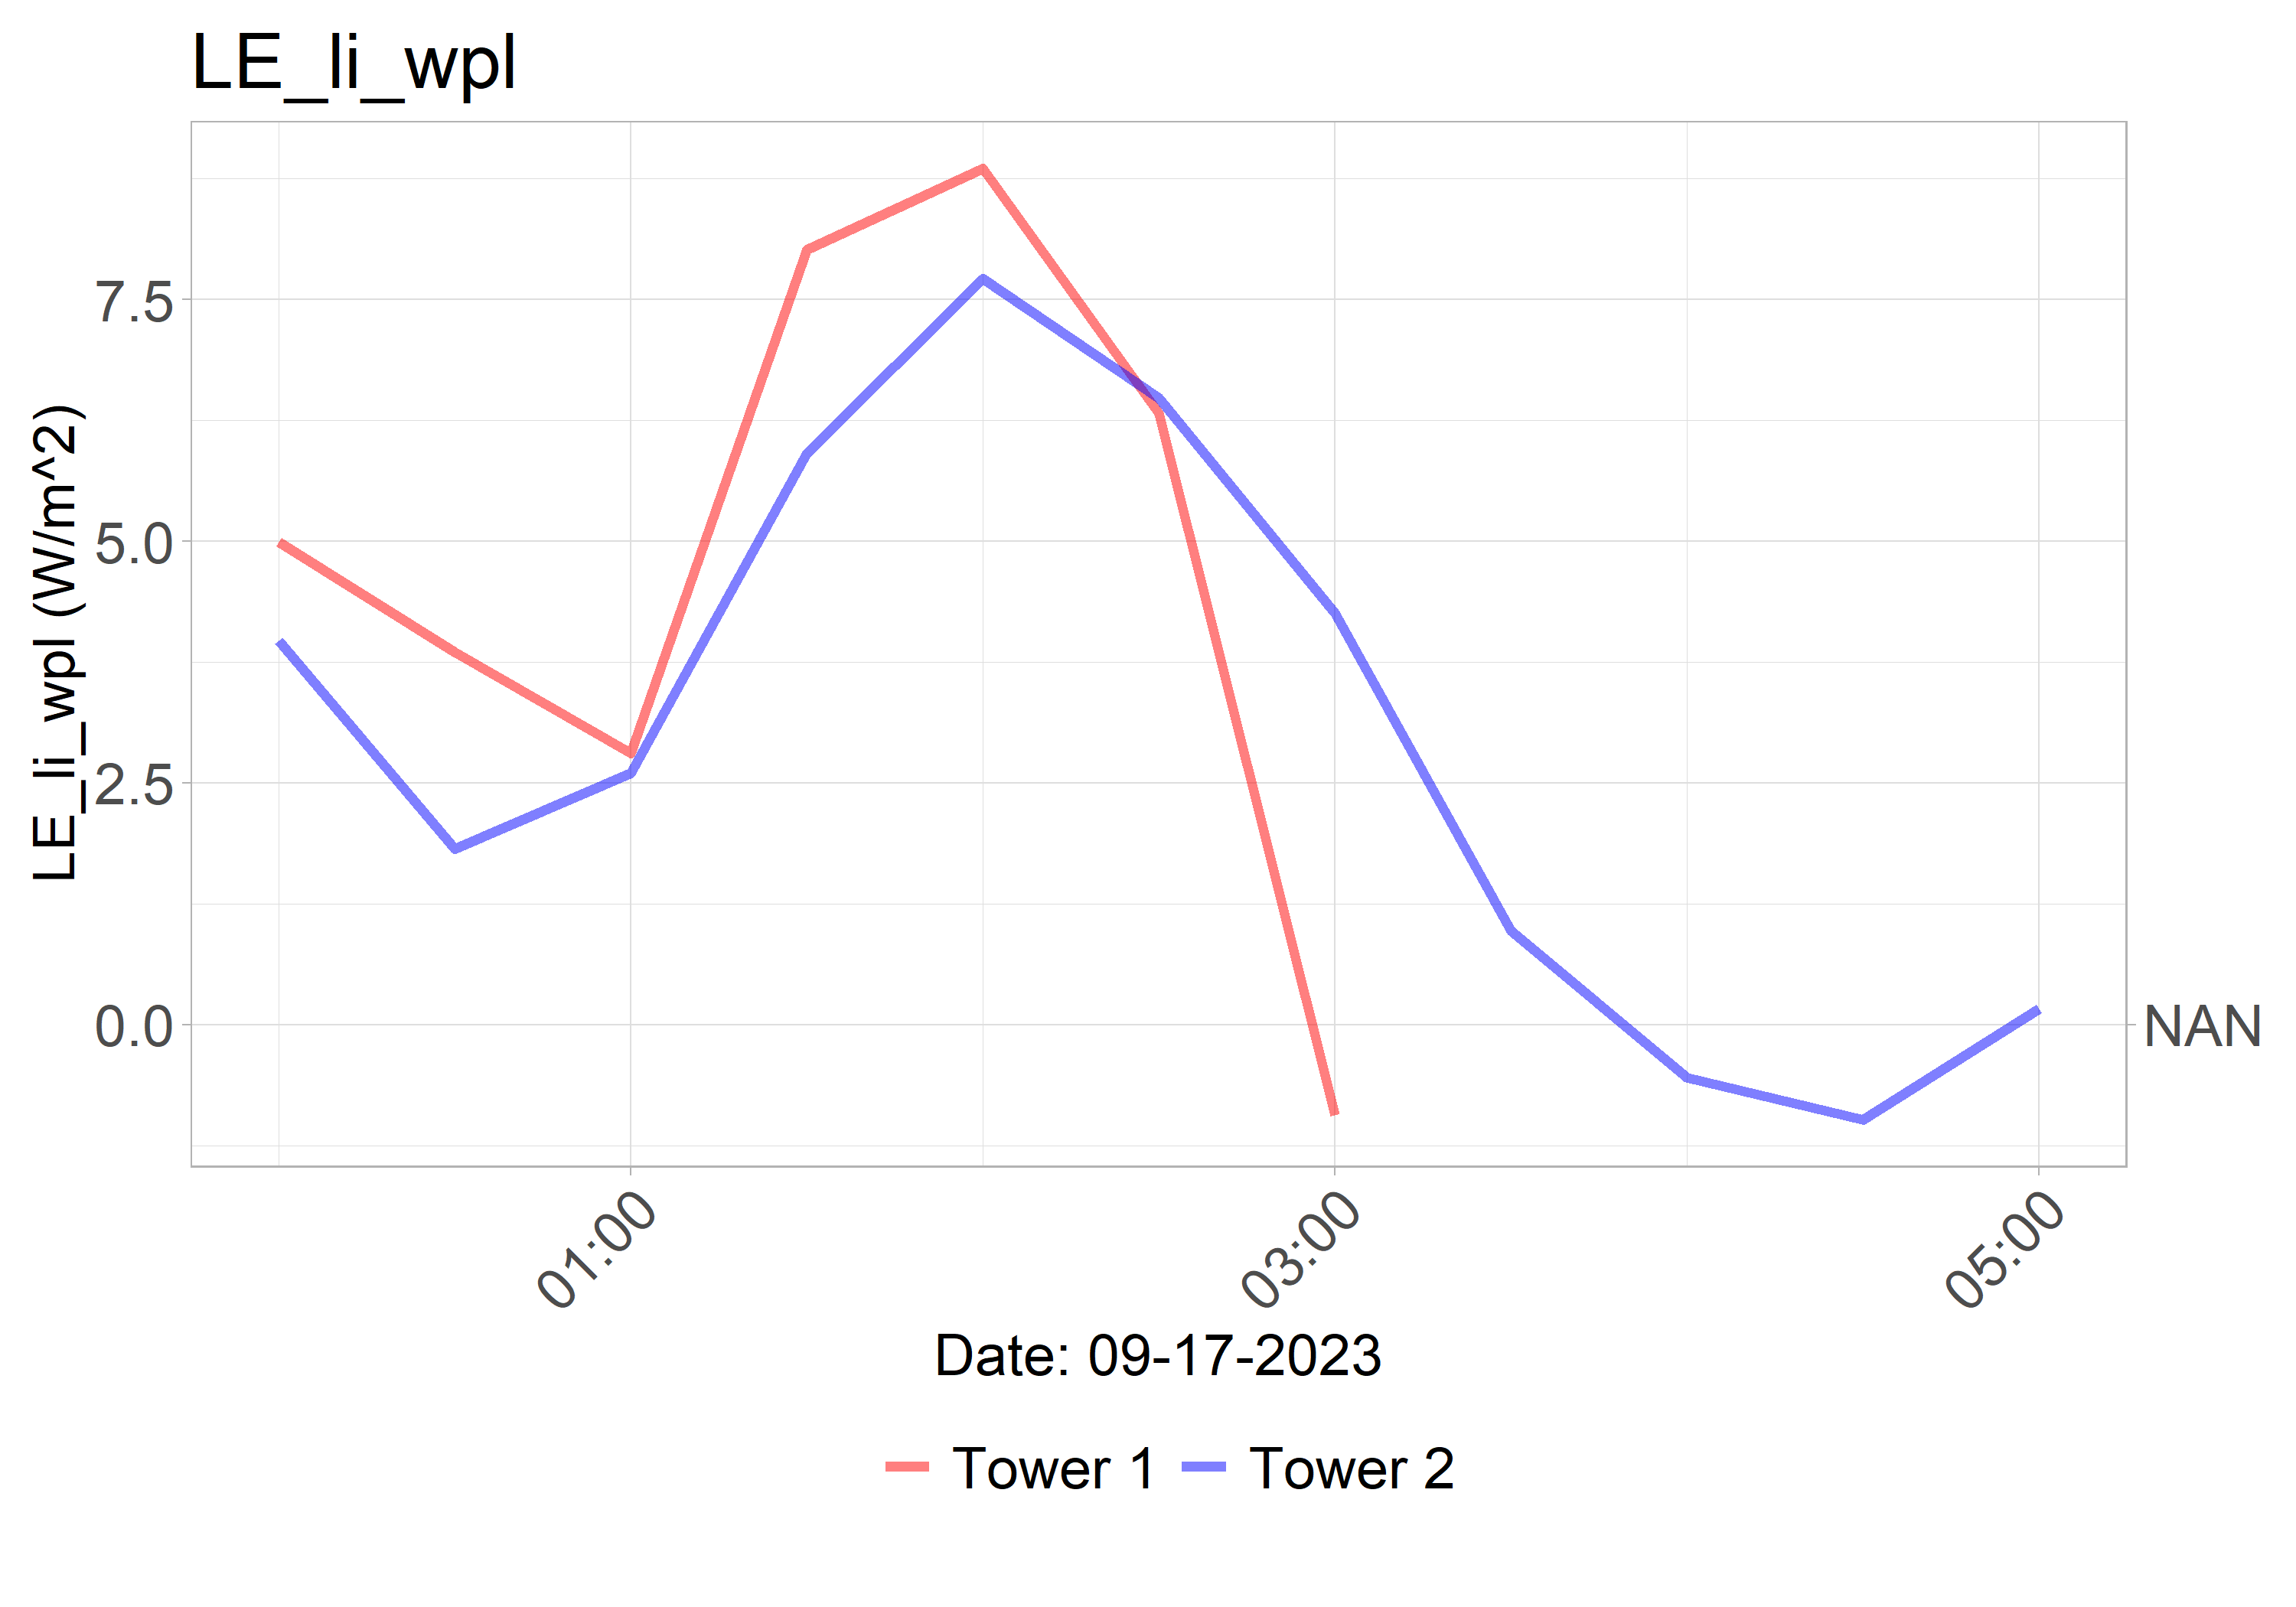 LE_li_wpl
LE_li_wpl (W/m^2)
7.5
5.0
2.5
0.0
NAN
01:00
03:00
05:00
Date: 09-17-2023
Tower 1
Tower 2